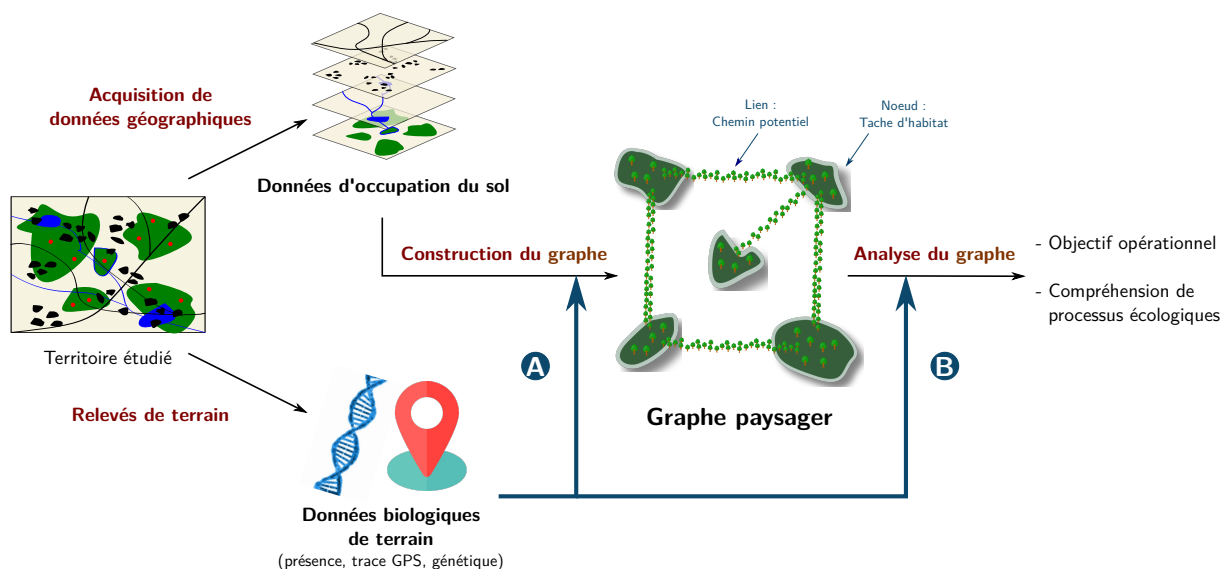 Acquisition de
données géographiques
Données d'occupation du sol
Territoire étudié
Relevés de terrain
Données biologiques
de terrain
(présence, trace GPS, génétique)
Construction du graphe
A
Lien :
Chemin potentiel
Noeud :
Tache d'habitat
Graphe paysager
Analyse du graphe
B
- Objectif opérationnel
- Compréhension de
processus écologiques